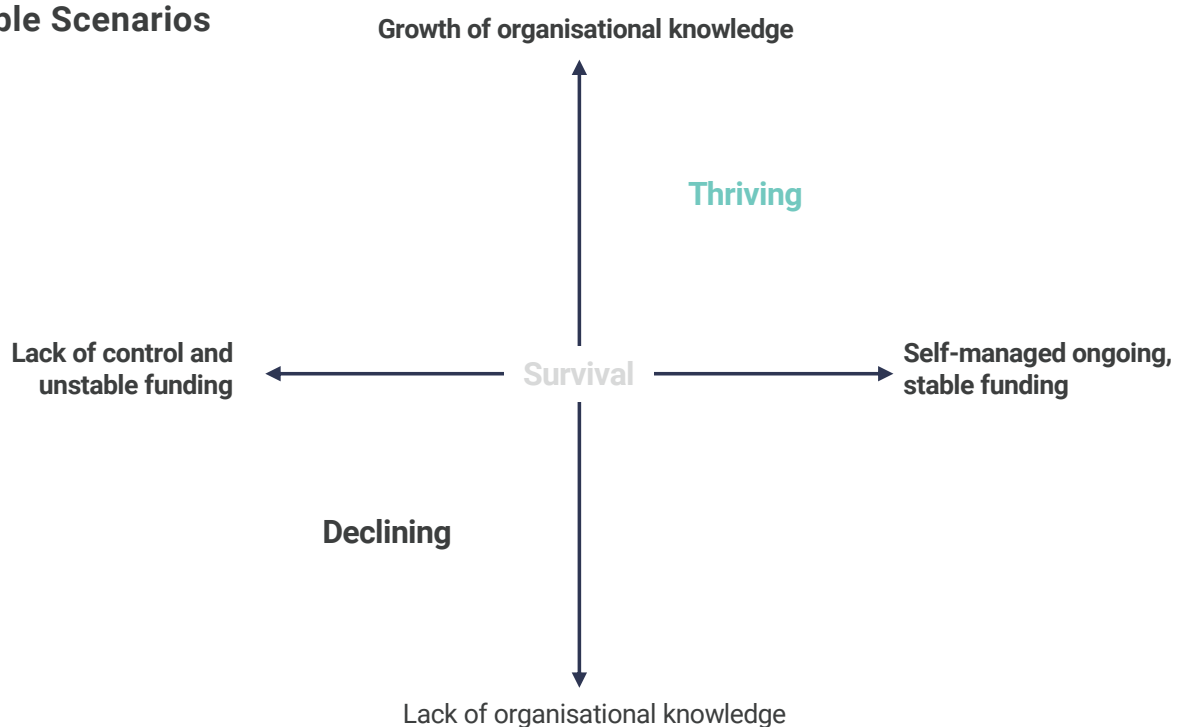 Scenarios
Growth of organisational knowledge
Thriving
Lack of control and
unstable funding
Survival
Self-managed ongoing,
stable funding
Declining
Lack of organisational knowledge